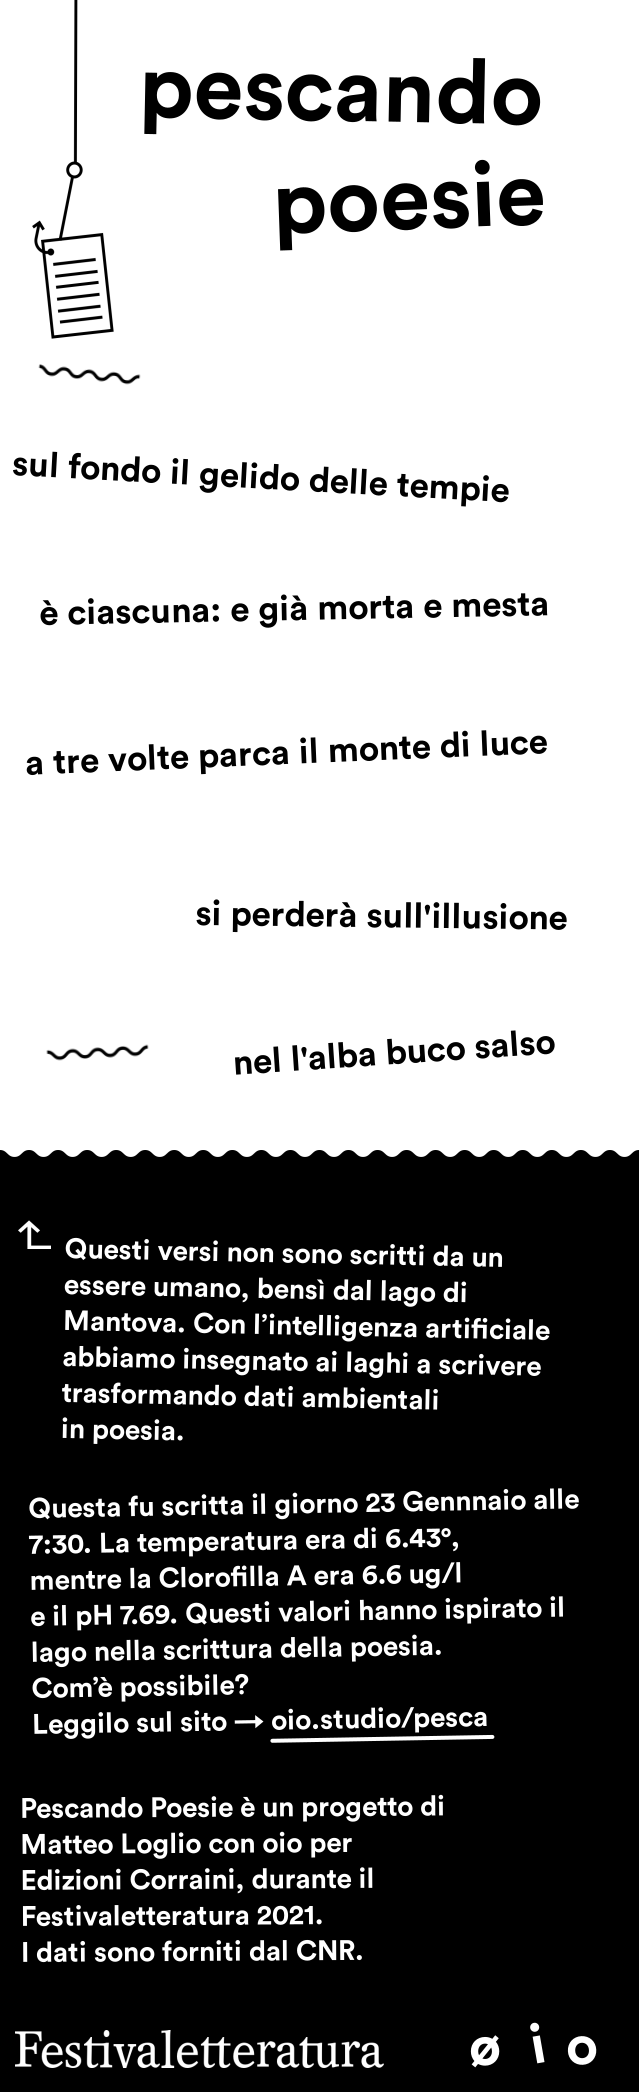 pescando
poesie
sul fondo il gelido delle tempie
è ciascuna: e già morta e mesta
a tre volte parca il monte di luce
si perderà sull'illusione
nel l'alba buco salso
Questi versi non sono scritti da un
essere umano, bensì dal lago di
Mantova. Con l’intelligenza artificiale
abbiamo insegnato ai laghi a scrivere
trasformando dati ambientali
in poesia.
Questa fu scritta il giorno 23 Gennnaio alle
7:30. La temperatura era di 6.43°,
mentre la Clorofilla A era 6.6 ug/l
e il pH 7.69. Questi valori hanno ispirato il
lago nella scrittura della poesia.
Com’è possibile?
Leggilo sul sito → oio.studio/pesca
Pescando Poesie è un progetto di
Matteo Loglio con oio per
Edizioni Corraini, durante il
Festivaletteratura 2021.
I dati sono forniti dal CNR.
Festivaletteratura
ø i o